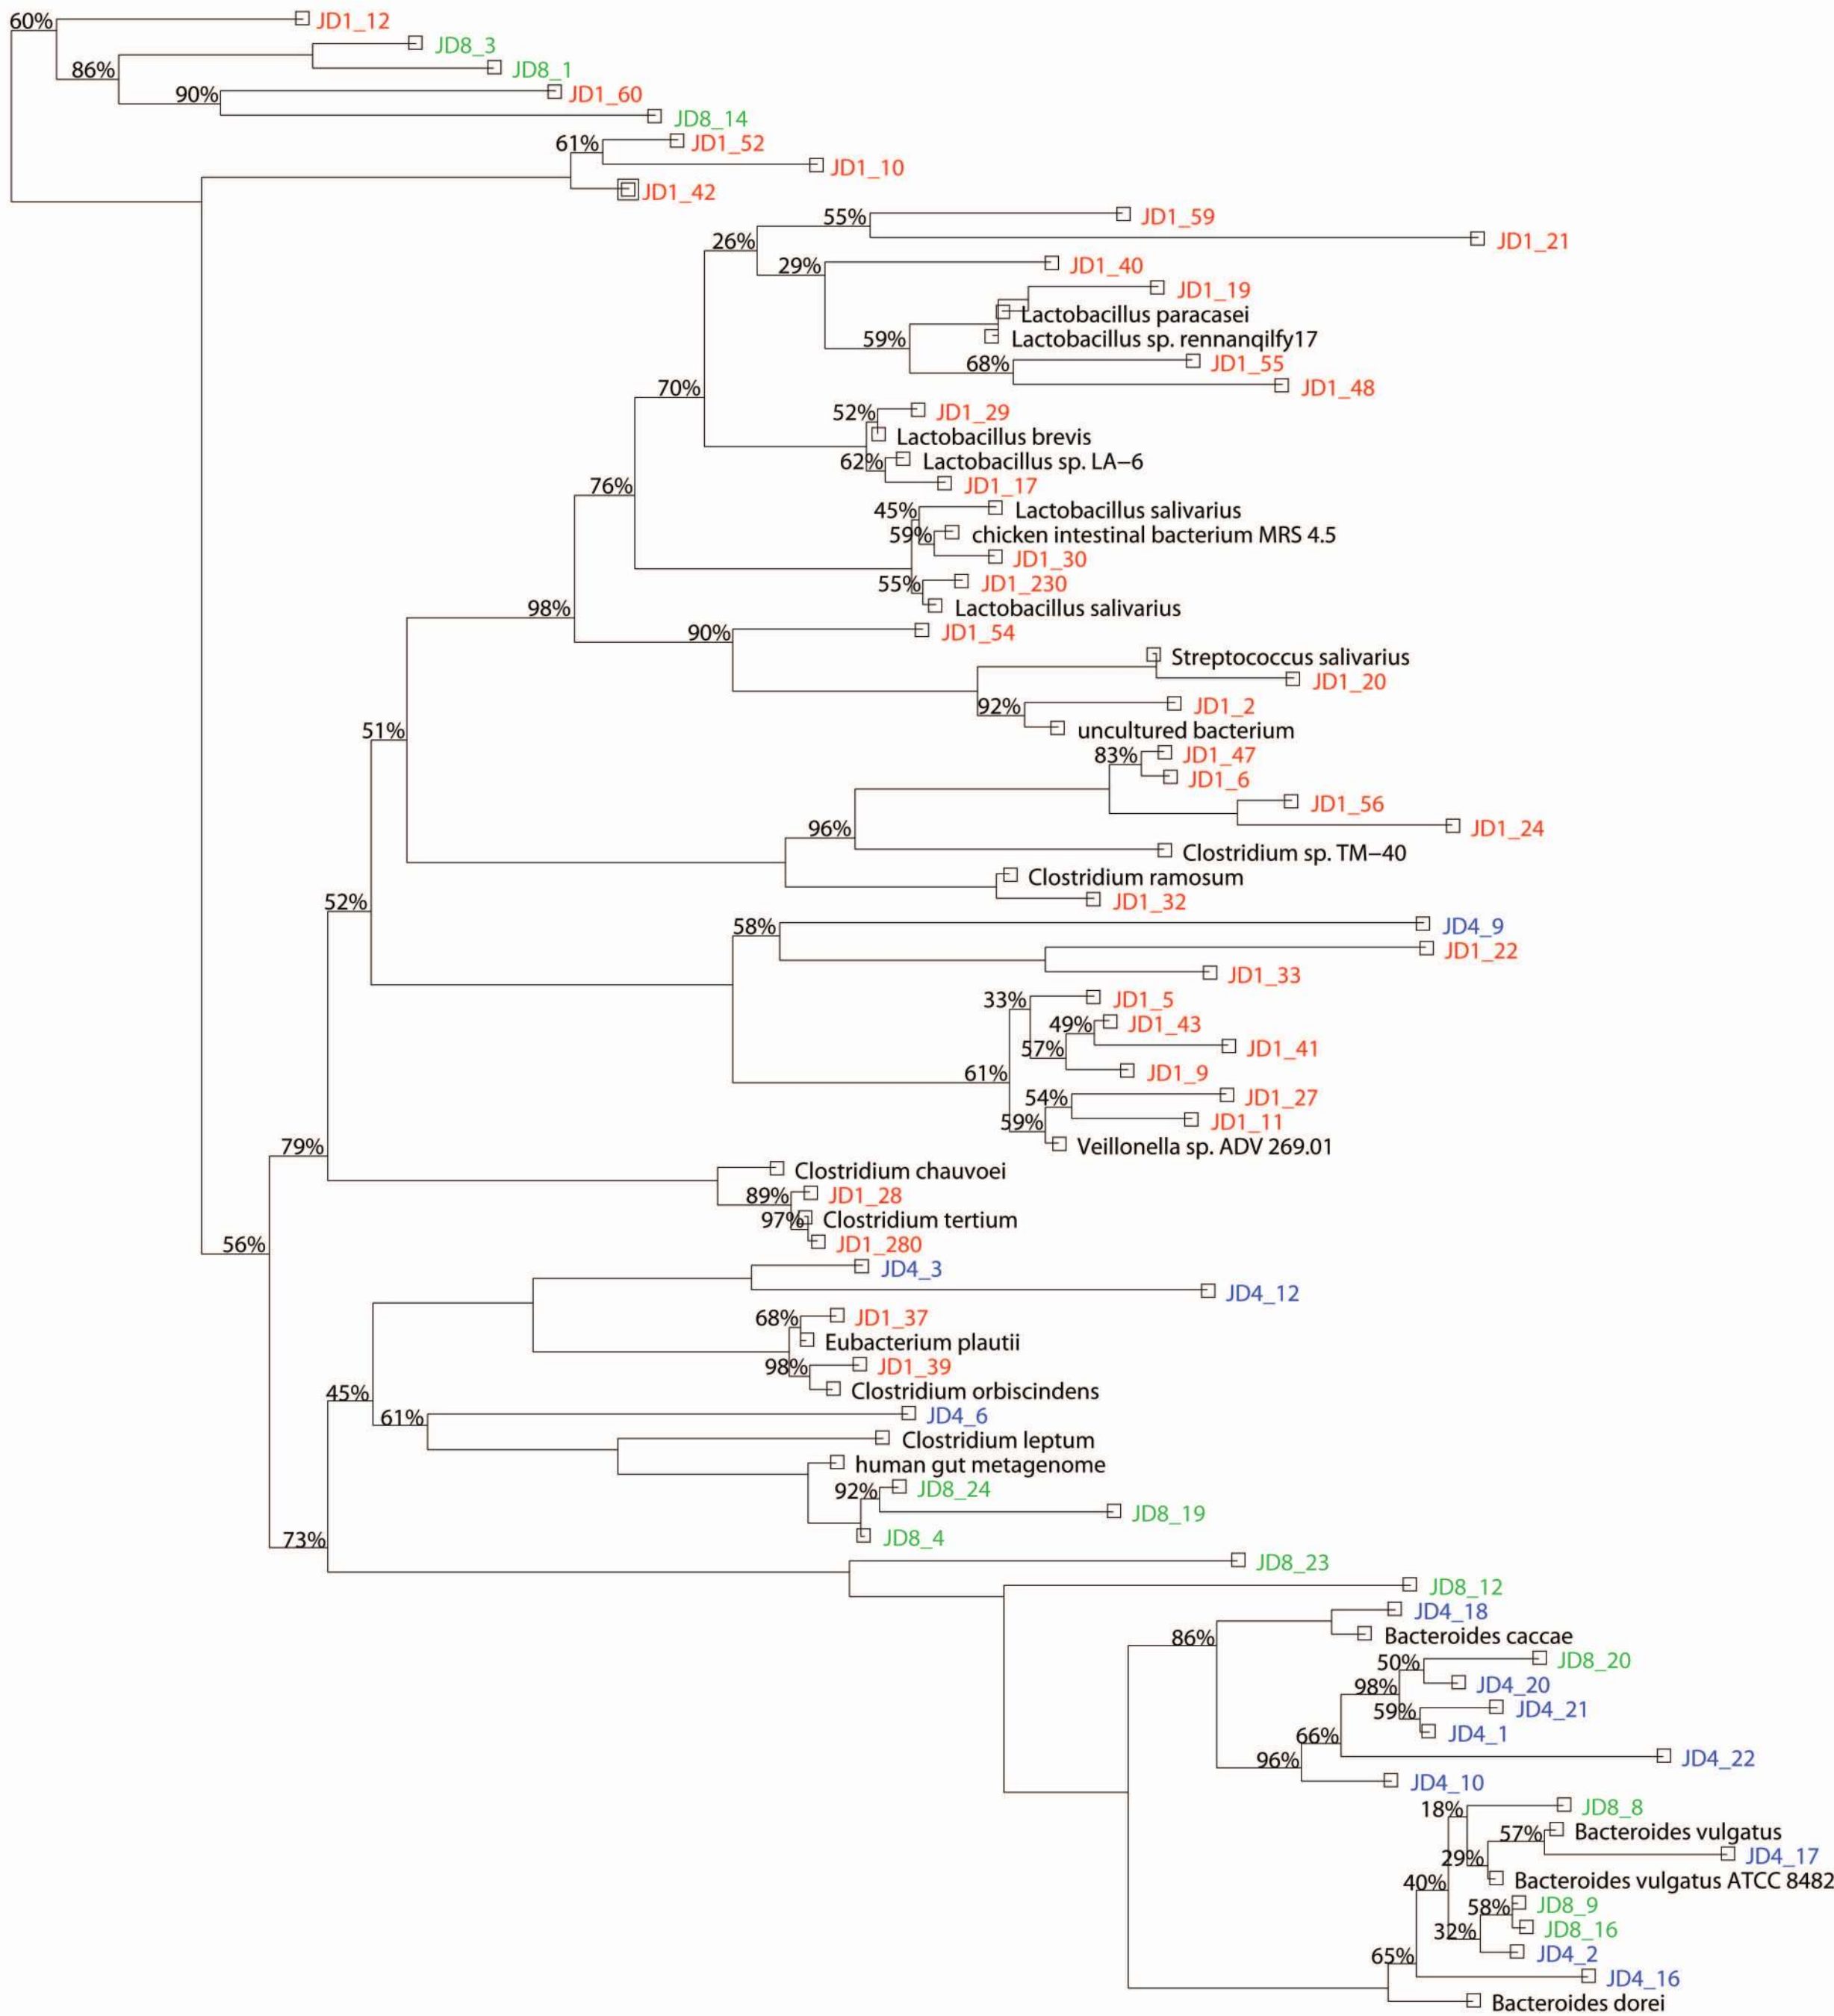 60%
JD1_12
JD8_3
86%
JD8_1
90%
JD1_60
JD8_14
61%
JD1_52
JD1_10
JD1_42
55%
JD1_59
26%
JD1_21
29%
JD1_40
JD1_19
Lactobacillus paracasei
59%
Lactobacillus sp. rennanqilfy17
68%
JD1_55
70%
JD1_48
52%
JD1_29
Lactobacillus brevis
62%
Lactobacillus sp. LA–6
76%
JD1_17
45%
Lactobacillus salivarius
59%
chicken intestinal bacterium MRS 4.5
JD1_30
55%
JD1_230
98%
Lactobacillus salivarius
90%
JD1_54
Streptococcus salivarius
JD1_20
92%
JD1_2
51%
uncultured bacterium
83%
JD1_47
JD1_6
JD1_56
96%
JD1_24
Clostridium sp. TM–40
Clostridium ramosum
52%
JD1_32
58%
JD4_9
JD1_22
JD1_33
33%
JD1_5
49%
JD1_43
57%
JD1_41
61%
JD1_9
54%
JD1_27
59%
JD1_11
79%
Veillonella sp. ADV 269.01
Clostridium chauvoei
89%
JD1_28
97%
Clostridium tertium
56%
JD1_280
JD4_3
JD4_12
68%
JD1_37
Eubacterium plautii
98%
JD1_39
45%
Clostridium orbiscindens
61%
JD4_6
Clostridium leptum
human gut metagenome
92%
JD8_24
JD8_19
73%
JD8_4
JD8_23
JD8_12
JD4_18
86%
Bacteroides caccae
50%
JD8_20
98%
JD4_20
59%
JD4_21
66%
JD4_1
96%
JD4_22
JD4_10
18%
JD8_8
57%
Bacteroides vulgatus
29%
JD4_17
40%
Bacteroides vulgatus ATCC 8482
58%
JD8_9
32%
JD8_16
65%
JD4_2
JD4_16
Bacteroides dorei